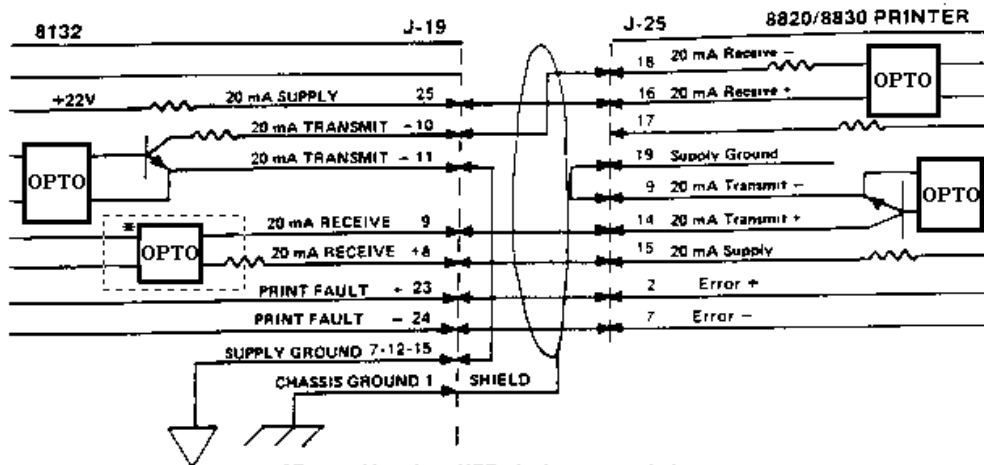 8132 J-19 J-25 8820/8830 PRINTER
18 20 mA Receive –
OPTO
+22V 20 mA SUPPLY 25
16 20 mA Receive +
20 mA TRANSMIT – 10
17
20 mA TRANSMIT – 11
19 Supply Ground
OPTO
9 20 mA Transmit –
OPTO
20 mA RECEIVE 9
14 20 mA Transmit +
* OPTO
20 mA RECEIVE +8
15 20 mA Supply
PRINT FAULT + 23
2 Error +
PRINT FAULT – 24
7 Error –
SUPPLY GROUND 7-12-15
CHASSIS GROUND 1 SHIELD